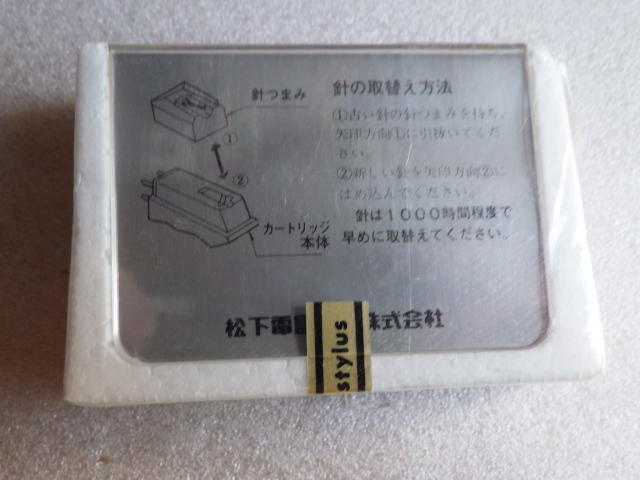 針の取替え方法
針つまみ
①古い針の針つまみを持ち、
矢印方向①に引抜いてくだ
さい。
②新しい針を矢印方向②に
はめ込んでください。
針は1000時間程度で
早めに取替えてください。
①
②
カートリッジ
本体
松下電 株式会社
stylus